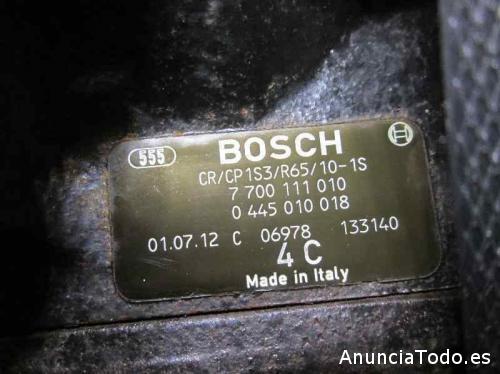 555 BOSCH
CR/CP1S3/R65/10-1S
7 700 111 010
0 445 010 018
01.07.12 C 06978 133140
4 C
Made in Italy
AnunciaTodo.es